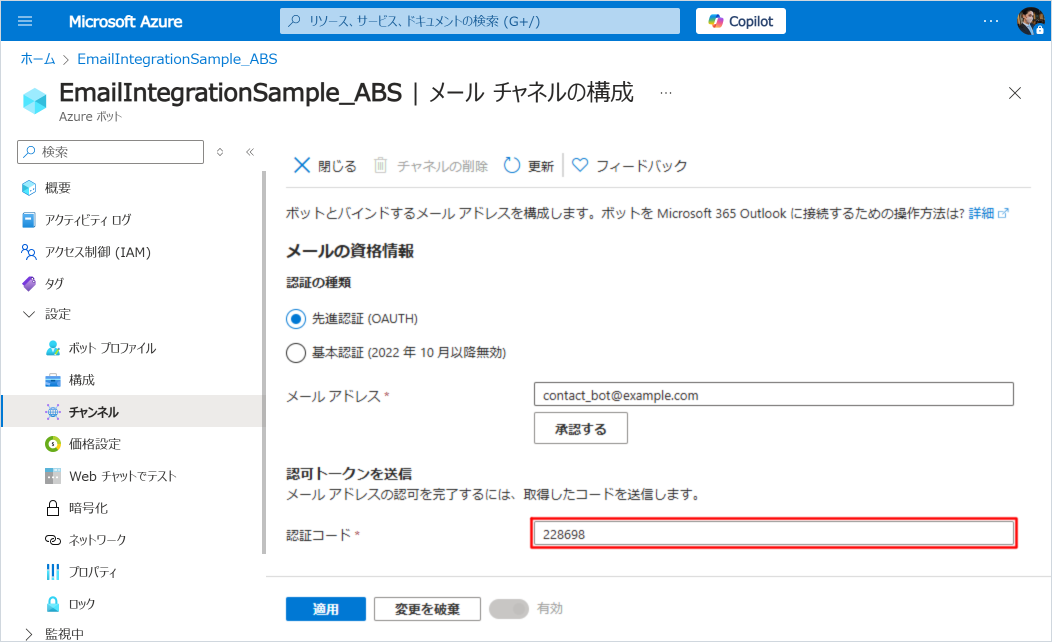 Microsoft Azure
リソース、サービス、ドキュメントの検索 (G+/)
Copilot
ホーム > EmailIntegrationSample_ABS
EmailIntegrationSample_ABS | メール チャネルの構成
Azure ボット
検索
概要
アクティビティ ログ
アクセス制御 (IAM)
タグ
設定
ボット プロファイル
構成
チャンネル
価格設定
Web チャットでテスト
暗号化
ネットワーク
プロパティ
ロック
監視中
閉じる チャネルの削除 更新 フィードバック
ボットとバインドするメール アドレスを構成します。ボットを Microsoft 365 Outlook に接続するための操作方法は? 詳細
メールの資格情報
認証の種類
先進認証 (OAUTH)
基本認証 (2022 年 10 月以降無効)
メール アドレス * contact_bot@example.com
承認する
認可トークンを送信
メール アドレスの認可を完了するには、取得したコードを送信します。
認証コード * 228698
適用 変更を破棄 有効